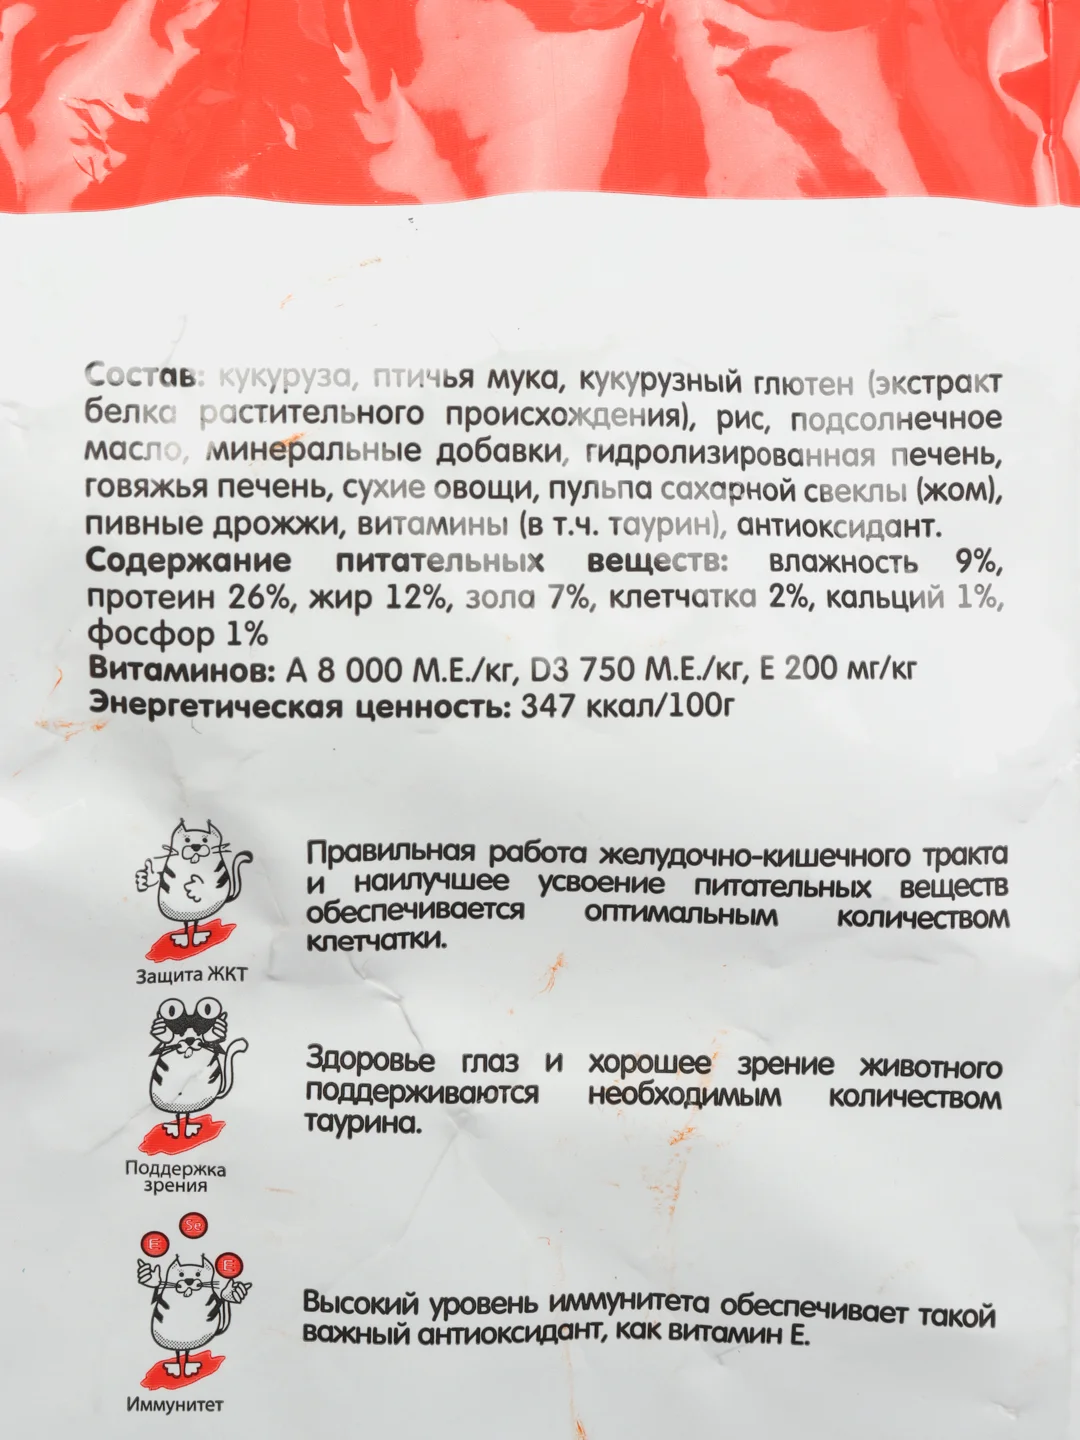 Состав: кукуруза, птичья мука, кукурузный глютен (экстракт
белка растительного происхождения), рис, подсолнечное
масло, минеральные добавки, гидролизированная печень,
говяжья печень, сухие овощи, пульпа сахарной свеклы (жом),
пивные дрожжи, витамины (в т.ч. таурин), антиоксидант.
Содержание питательных веществ: влажность 9%,
протеин 26%, жир 12%, зола 7%, клетчатка 2%, кальций 1%,
фосфор 1%
Витаминов: А 8 000 М.Е./кг, D3 750 М.Е./кг, Е 200 мг/кг
Энергетическая ценность: 347 ккал/100г
Правильная работа желудочно-кишечного тракта
и наилучшее усвоение питательных веществ
обеспечивается оптимальным количеством
клетчатки.
Защита ЖКТ
Здоровье глаз и хорошее зрение животного
поддерживаются необходимым количеством
таурина.
Поддержка
зрения
Se
E
E
Высокий уровень иммунитета обеспечивает такой
важный антиоксидант, как витамин Е.
Иммунитет